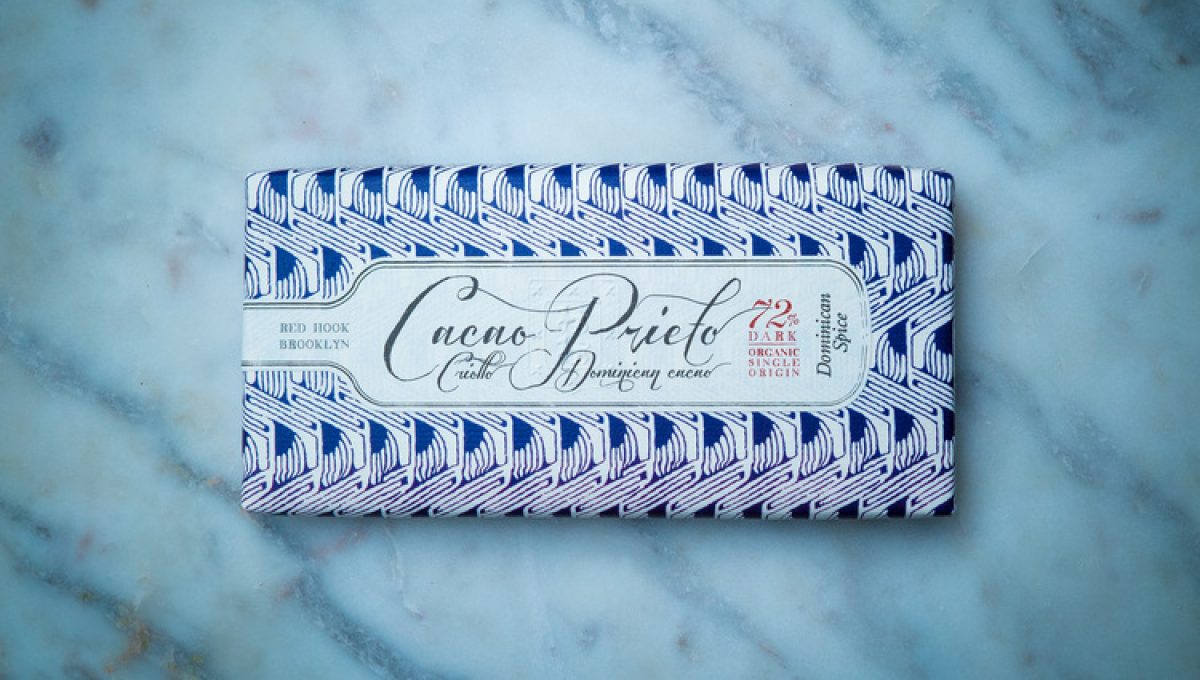 RED HOOK
BROOKLYN
Cacao Prieto
Criollo Dominican cacao
72%
DARK
ORGANIC
SINGLE
ORIGIN
Dominican
Spice